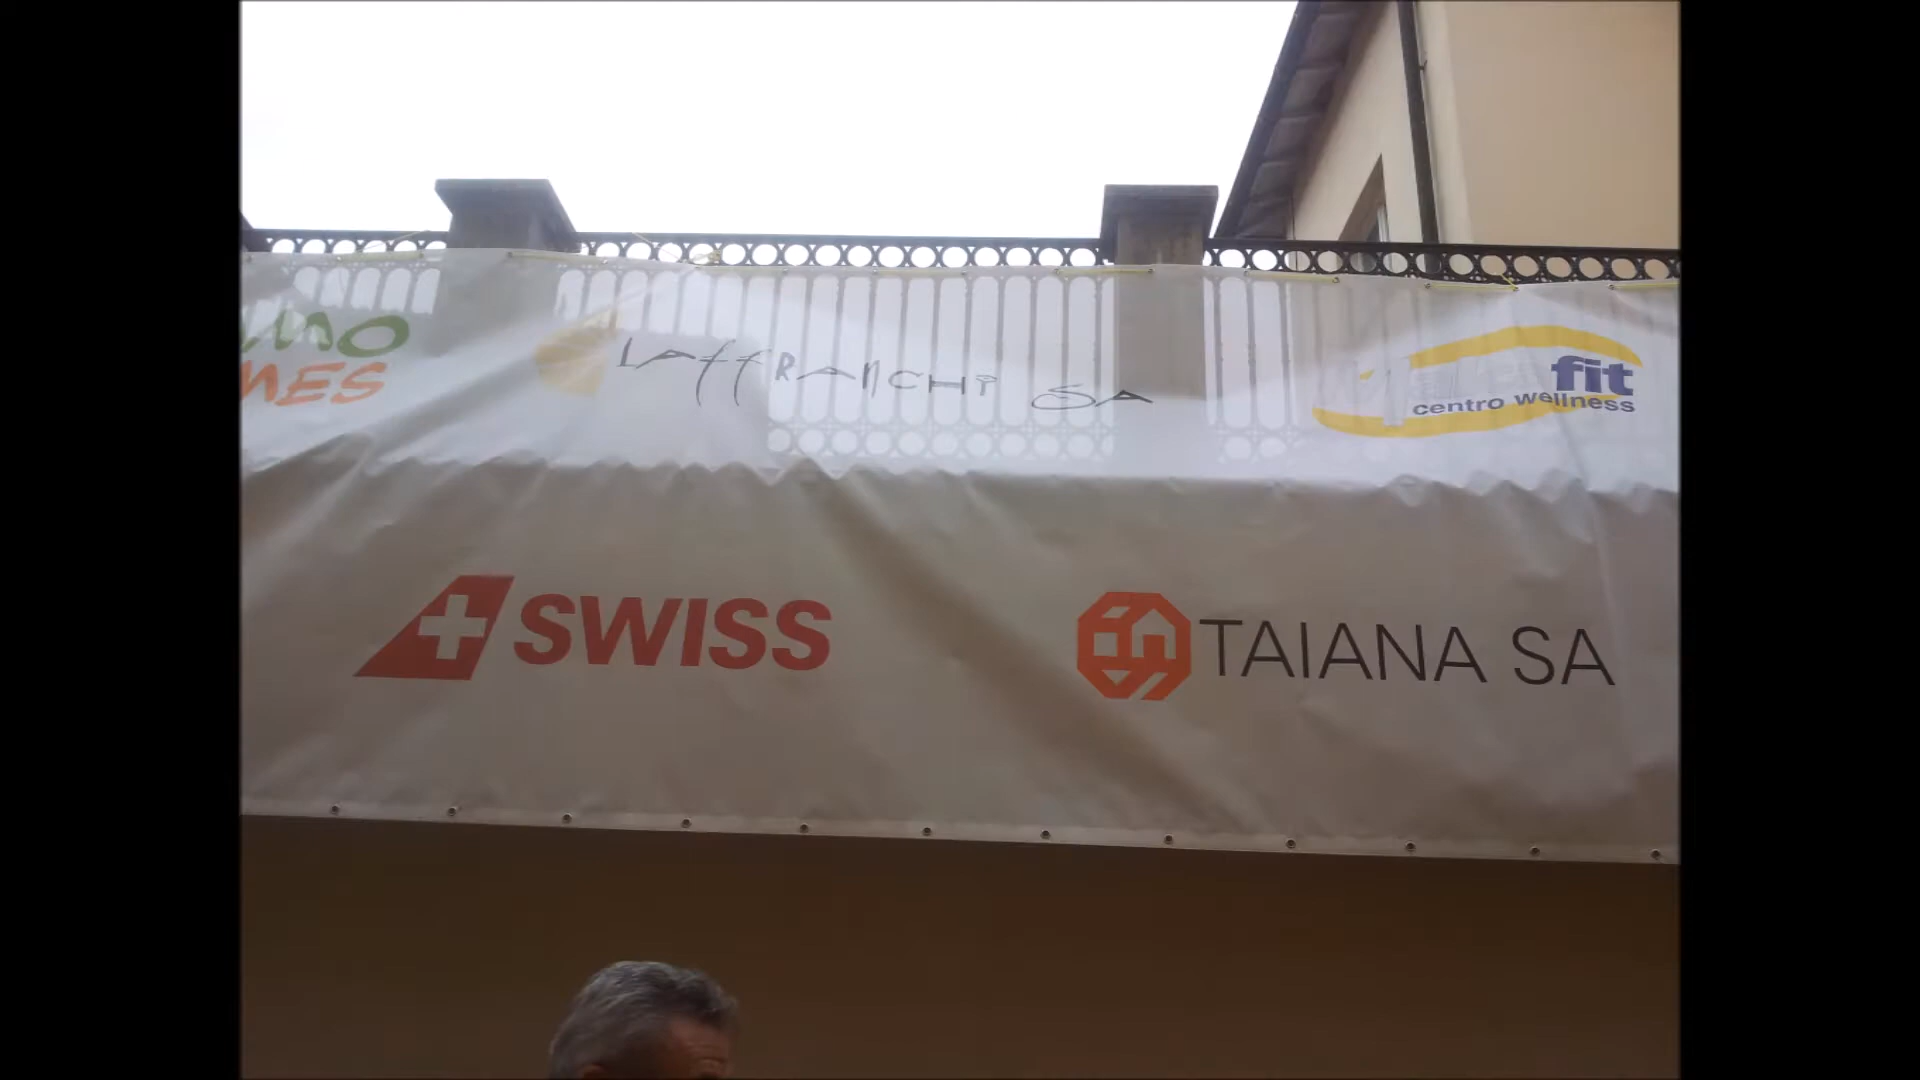 LAFFRANCHI SA
fit
centro wellness
SWISS
TAIANA SA